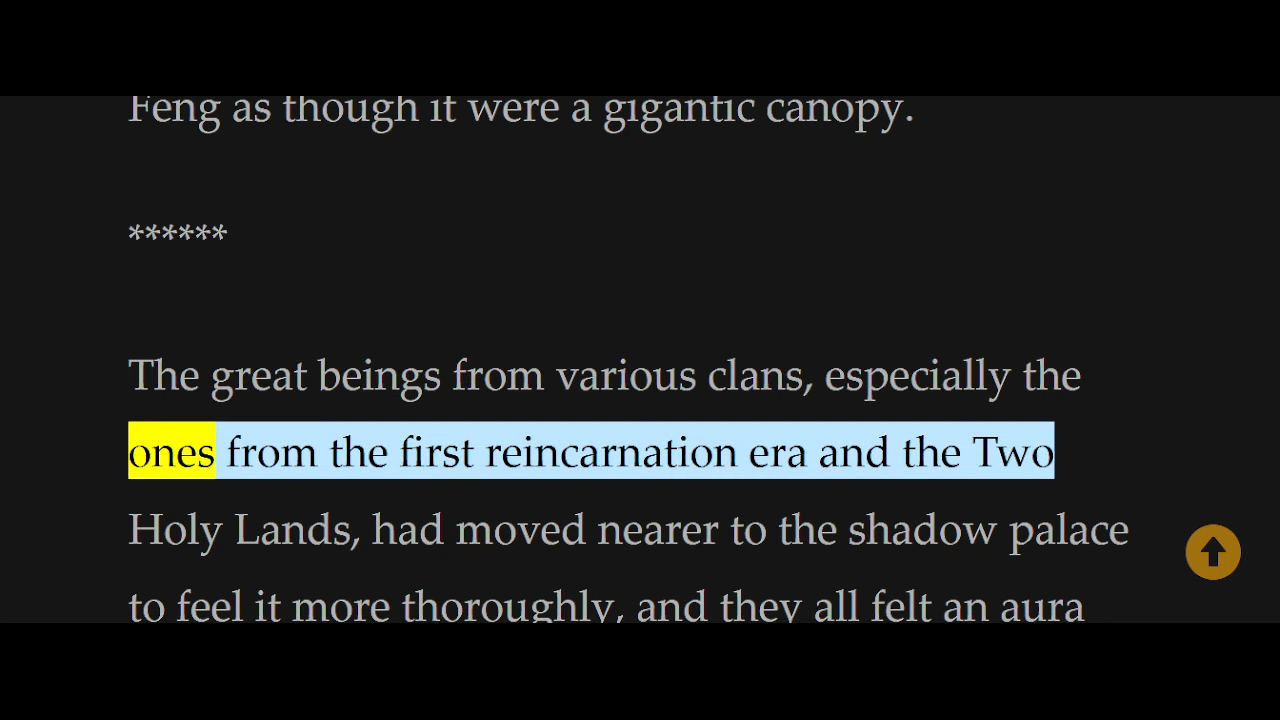 Feng as though it were a gigantic canopy.
******
The great beings from various clans, especially the
ones from the first reincarnation era and the Two
Holy Lands, had moved nearer to the shadow palace
to feel it more thoroughly, and they all felt an aura